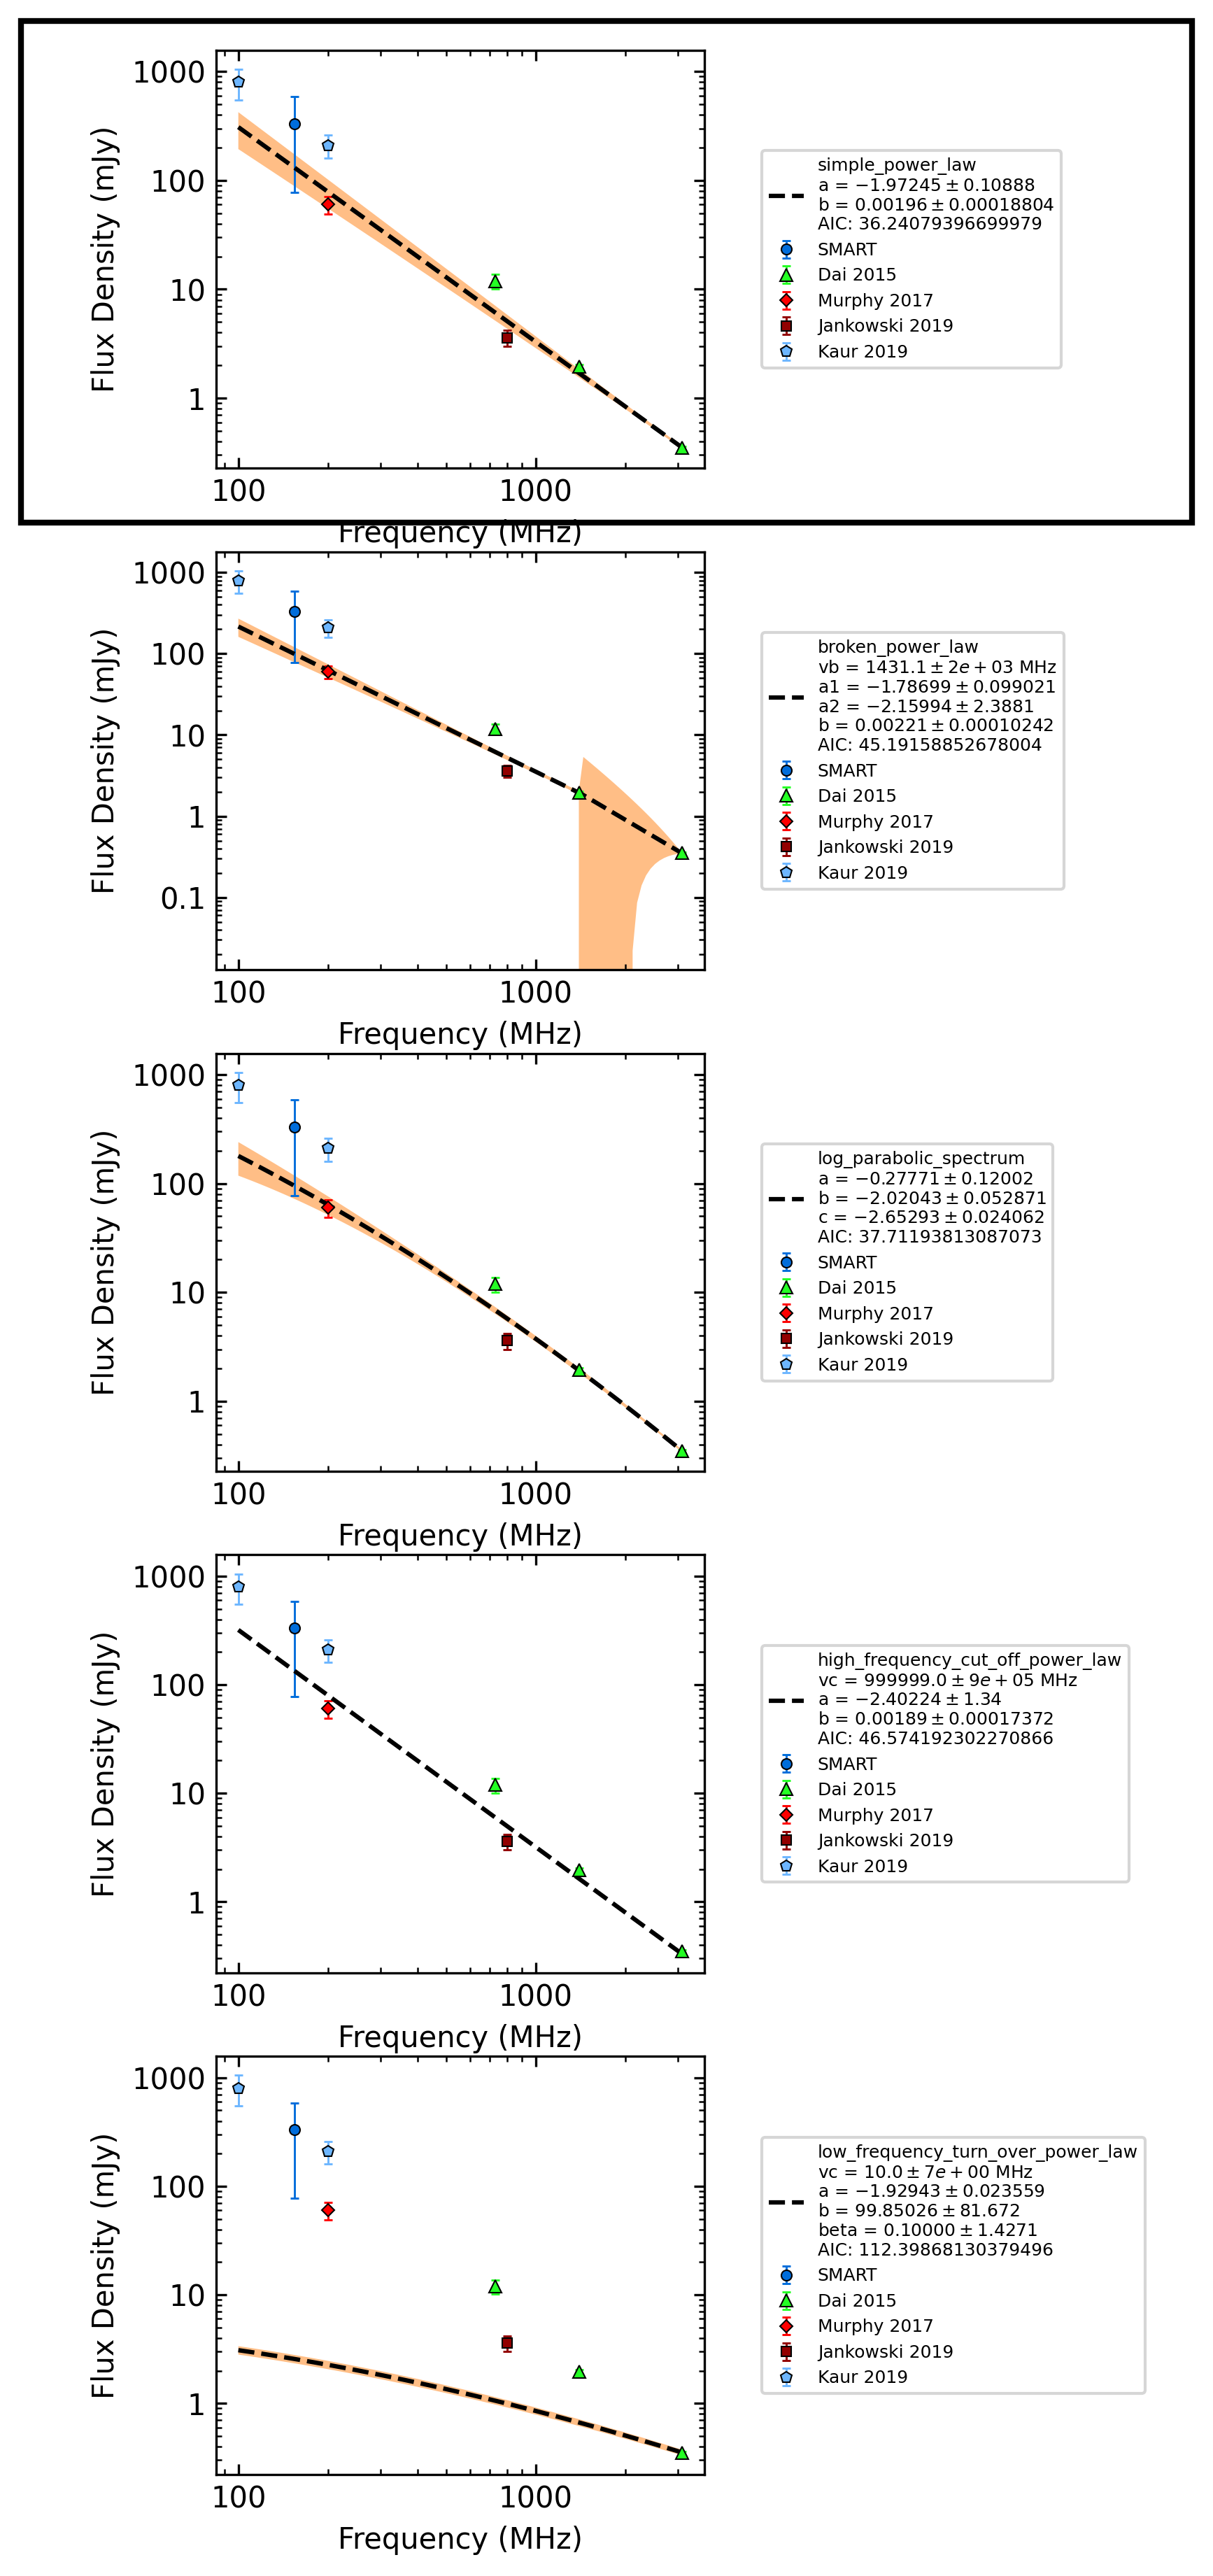 1000
100
10
1
Flux Density (mJy)
100
1000
Frequency (MHz)
simple_power_law
a = −1.97245 ± 0.10888
b = 0.00196 ± 0.00018804
AIC: 36.24079396699979
SMART
Dai 2015
Murphy 2017
Jankowski 2019
Kaur 2019
1000
100
10
1
0.1
Flux Density (mJy)
100
1000
Frequency (MHz)
broken_power_law
vb = 1431.1 ± 2e + 03 MHz
a1 = −1.78699 ± 0.099021
a2 = −2.15994 ± 2.3881
b = 0.00221 ± 0.00010242
AIC: 45.19158852678004
SMART
Dai 2015
Murphy 2017
Jankowski 2019
Kaur 2019
1000
100
10
1
Flux Density (mJy)
100
1000
Frequency (MHz)
log_parabolic_spectrum
a = −0.27771 ± 0.12002
b = −2.02043 ± 0.052871
c = −2.65293 ± 0.024062
AIC: 37.71193813087073
SMART
Dai 2015
Murphy 2017
Jankowski 2019
Kaur 2019
1000
100
10
1
Flux Density (mJy)
100
1000
Frequency (MHz)
high_frequency_cut_off_power_law
vc = 999999.0 ± 9e + 05 MHz
a = −2.40224 ± 1.34
b = 0.00189 ± 0.00017372
AIC: 46.574192302270866
SMART
Dai 2015
Murphy 2017
Jankowski 2019
Kaur 2019
1000
100
10
1
Flux Density (mJy)
100
1000
Frequency (MHz)
low_frequency_turn_over_power_law
vc = 10.0 ± 7e + 00 MHz
a = −1.92943 ± 0.023559
b = 99.85026 ± 81.672
beta = 0.10000 ± 1.4271
AIC: 112.39868130379496
SMART
Dai 2015
Murphy 2017
Jankowski 2019
Kaur 2019